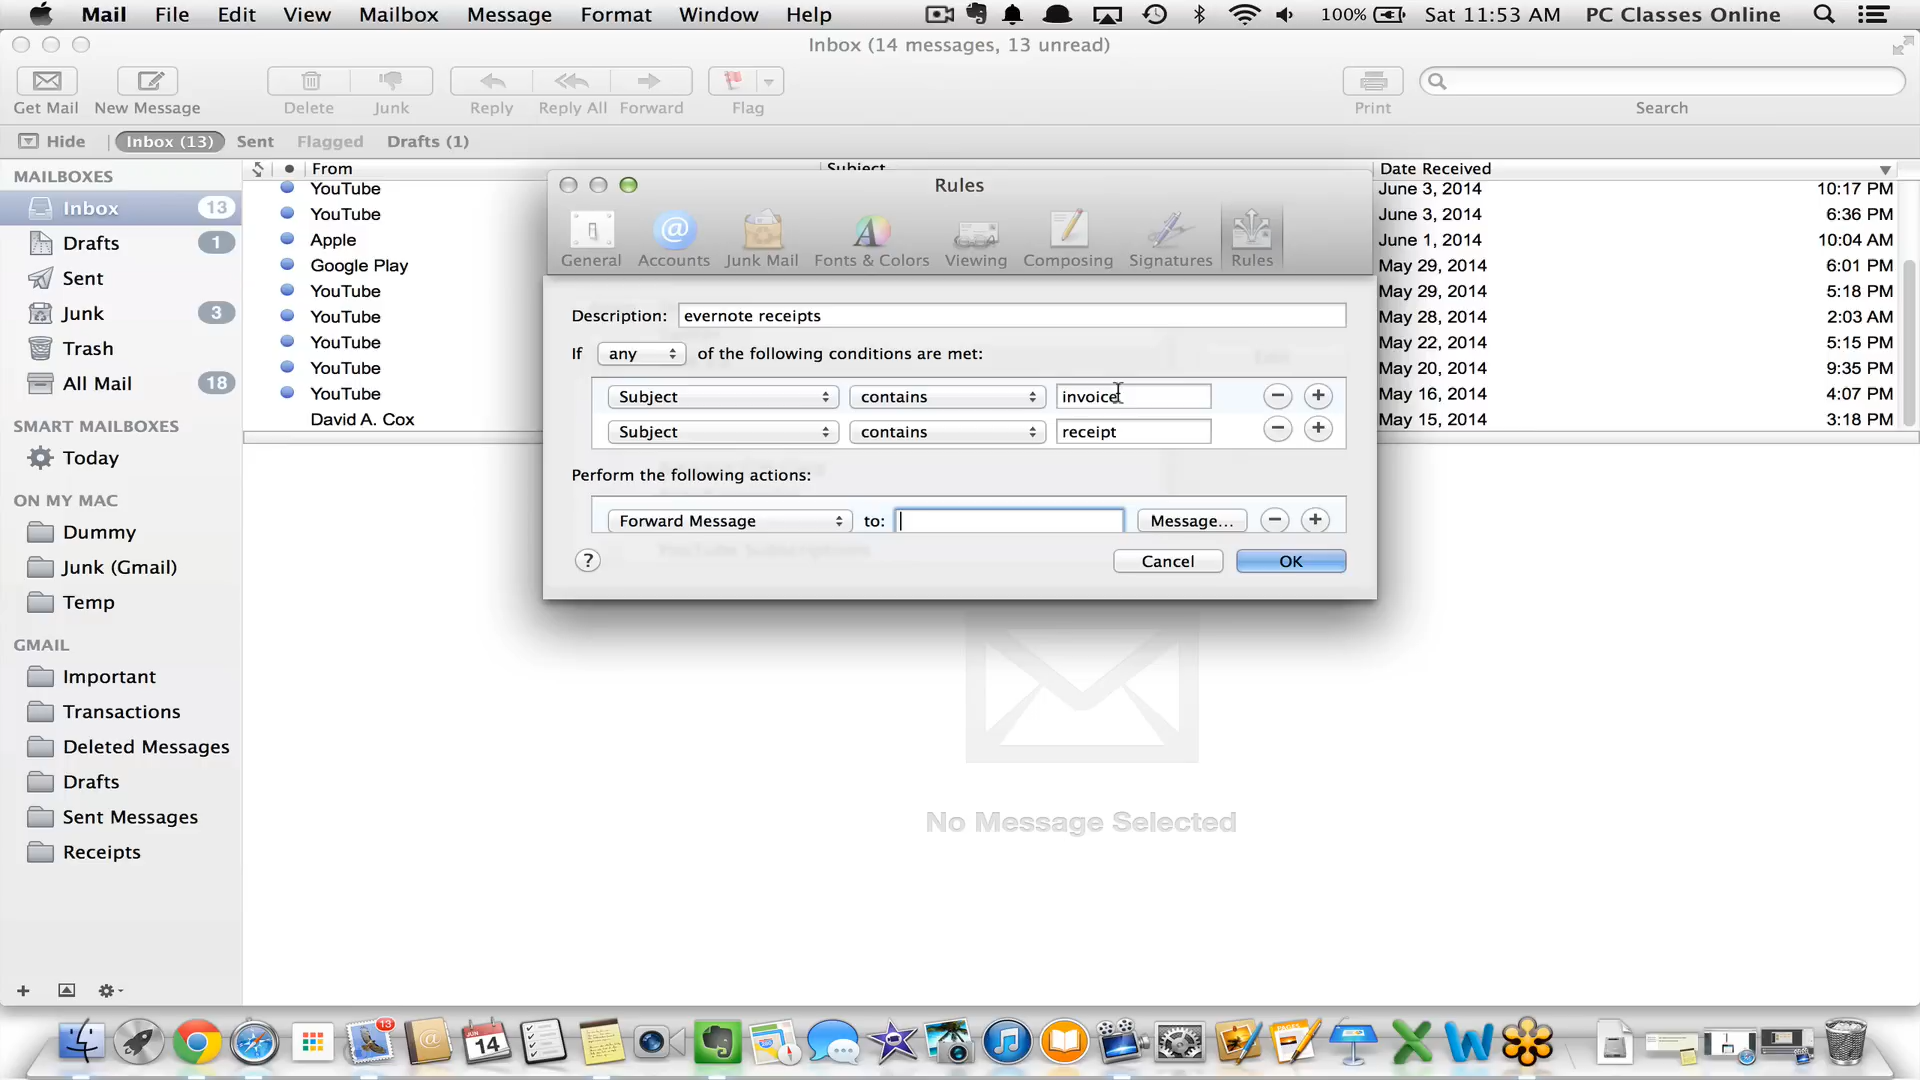 Mail File Edit View Mailbox Message Format Window Help 100% Sat 11:53 AM PC Classes Online
Inbox (14 messages, 13 unread)
Get Mail New Message Delete Junk Reply Reply All Forward Flag Print Search
Hide Inbox (13) Sent Flagged Drafts (1)
MAILBOXES
Inbox 13
Drafts 1
Sent
Junk 3
Trash
All Mail 18
SMART MAILBOXES
Today
ON MY MAC
Dummy
Junk (Gmail)
Temp
GMAIL
Important
Transactions
Deleted Messages
Drafts
Sent Messages
Receipts
From Subject Date Received
YouTube June 3, 2014 10:17 PM
YouTube June 3, 2014 6:36 PM
Apple June 1, 2014 10:04 AM
Google Play May 29, 2014 6:01 PM
YouTube May 29, 2014 5:18 PM
YouTube May 28, 2014 2:03 AM
YouTube May 22, 2014 5:15 PM
YouTube May 20, 2014 9:35 PM
YouTube May 16, 2014 4:07 PM
David A. Cox May 15, 2014 3:18 PM
Rules
General Accounts Junk Mail Fonts & Colors Viewing Composing Signatures Rules
Description: evernote receipts
If any of the following conditions are met:
Subject contains invoice
Subject contains receipt
Perform the following actions:
Forward Message to: Message...
? Cancel OK
No Message Selected
13
JUN
14
PAGES